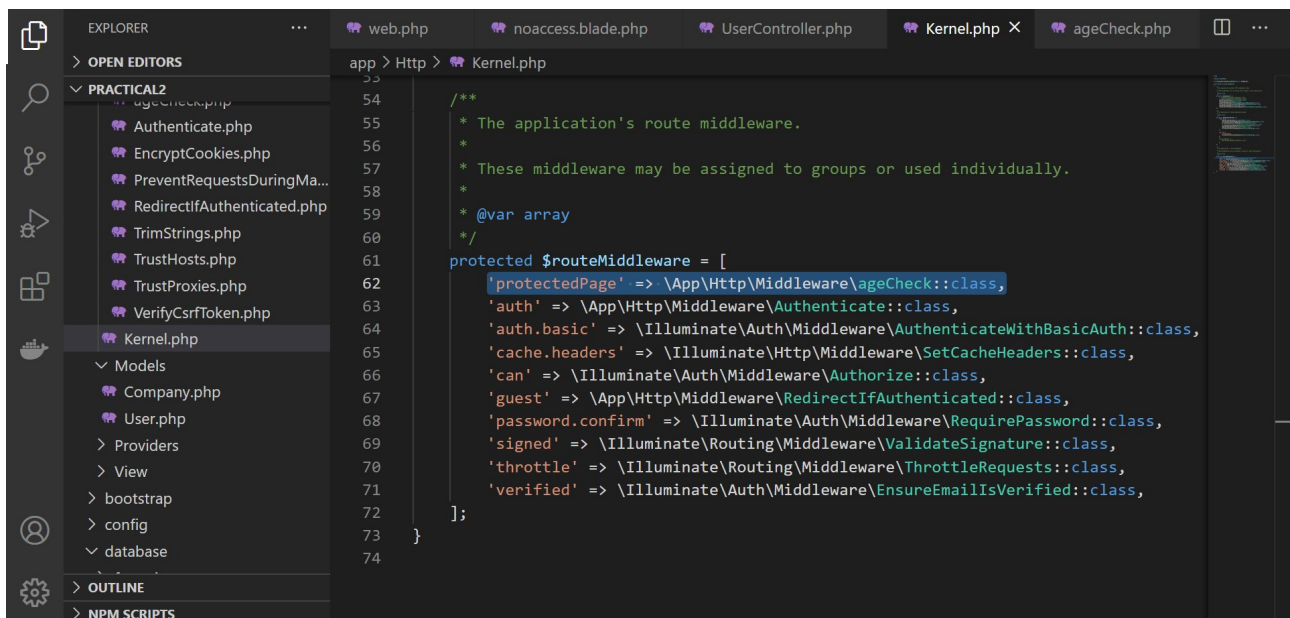 EXPLORER ···
web.php noaccess.blade.php UserController.php Kernel.php × ageCheck.php ···
> OPEN EDITORS
app > Http > Kernel.php
PRACTICAL2
ageCheck.php
Authenticate.php
EncryptCookies.php
PreventRequestsDuringMa...
RedirectIfAuthenticated.php
TrimStrings.php
TrustHosts.php
TrustProxies.php
VerifyCsrfToken.php
Kernel.php
Models
Company.php
User.php
> Providers
> View
> bootstrap
> config
database
> OUTLINE
> NPM SCRIPTS
53
54 /**
55 * The application's route middleware.
56 *
57 * These middleware may be assigned to groups or used individually.
58 *
59 * @var array
60 */
61 protected $routeMiddleware = [
62 'protectedPage' => \App\Http\Middleware\ageCheck::class,
63 'auth' => \App\Http\Middleware\Authenticate::class,
64 'auth.basic' => \Illuminate\Auth\Middleware\AuthenticateWithBasicAuth::class,
65 'cache.headers' => \Illuminate\Http\Middleware\SetCacheHeaders::class,
66 'can' => \Illuminate\Auth\Middleware\Authorize::class,
67 'guest' => \App\Http\Middleware\RedirectIfAuthenticated::class,
68 'password.confirm' => \Illuminate\Auth\Middleware\RequirePassword::class,
69 'signed' => \Illuminate\Routing\Middleware\ValidateSignature::class,
70 'throttle' => \Illuminate\Routing\Middleware\ThrottleRequests::class,
71 'verified' => \Illuminate\Auth\Middleware\EnsureEmailIsVerified::class,
72 ];
73 }
74